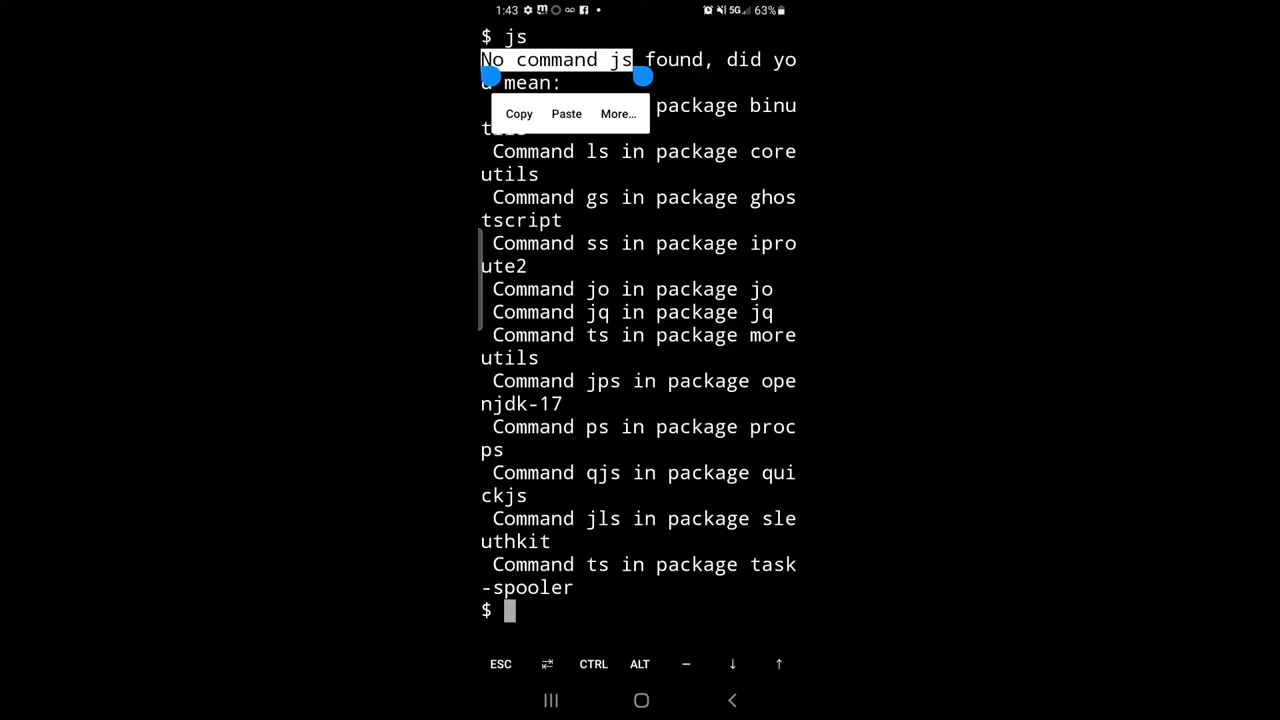 1:43 5G 63%
$ js
No command js found, did yo
u mean:
package binu
Copy Paste More...
Command ls in package core
utils
Command gs in package ghos
tscript
Command ss in package ipro
ute2
Command jo in package jo
Command jq in package jq
Command ts in package more
utils
Command jps in package ope
njdk-17
Command ps in package proc
ps
Command qjs in package qui
ckjs
Command jls in package sle
uthkit
Command ts in package task
-spooler
$
ESC ⇄ CTRL ALT — ↓ ↑